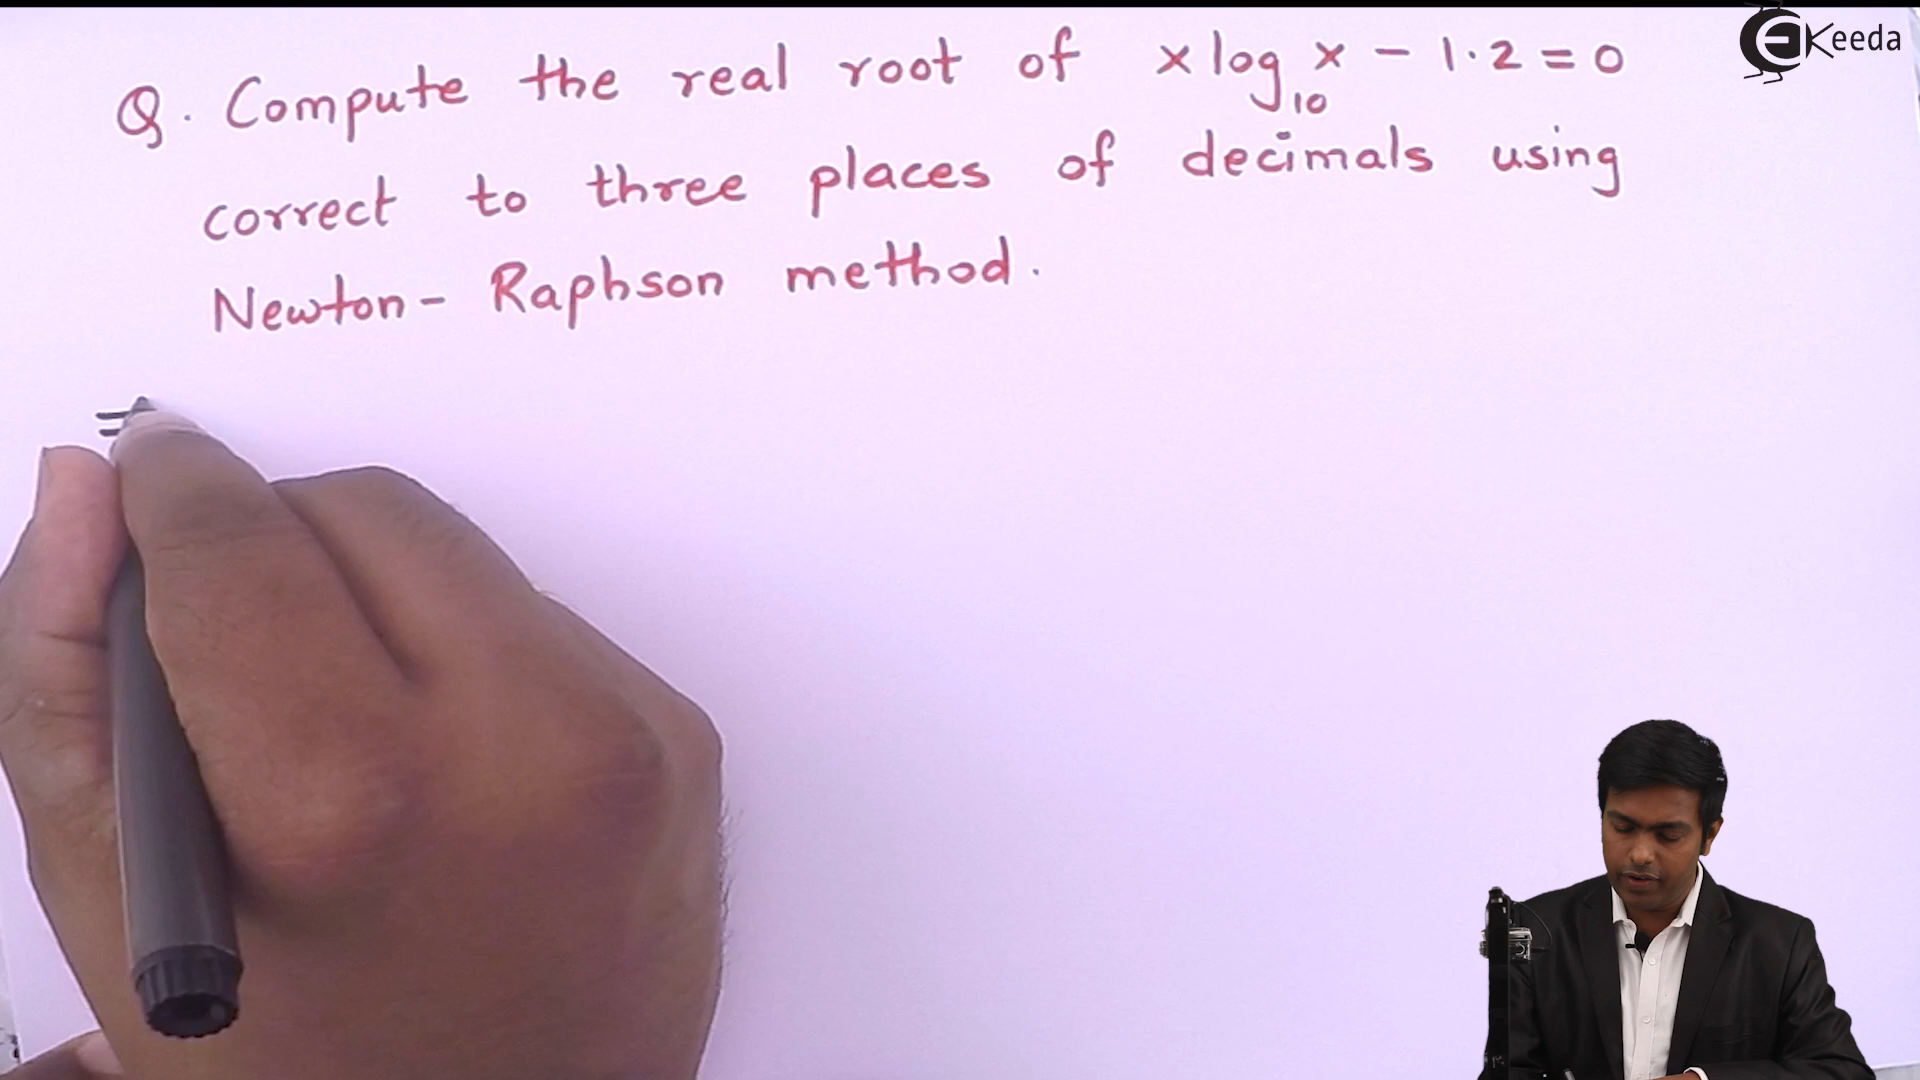 Keeda
Q. Compute the real root of x log₁₀ x - 1.2 = 0
correct to three places of decimals using
Newton- Raphson method.
=